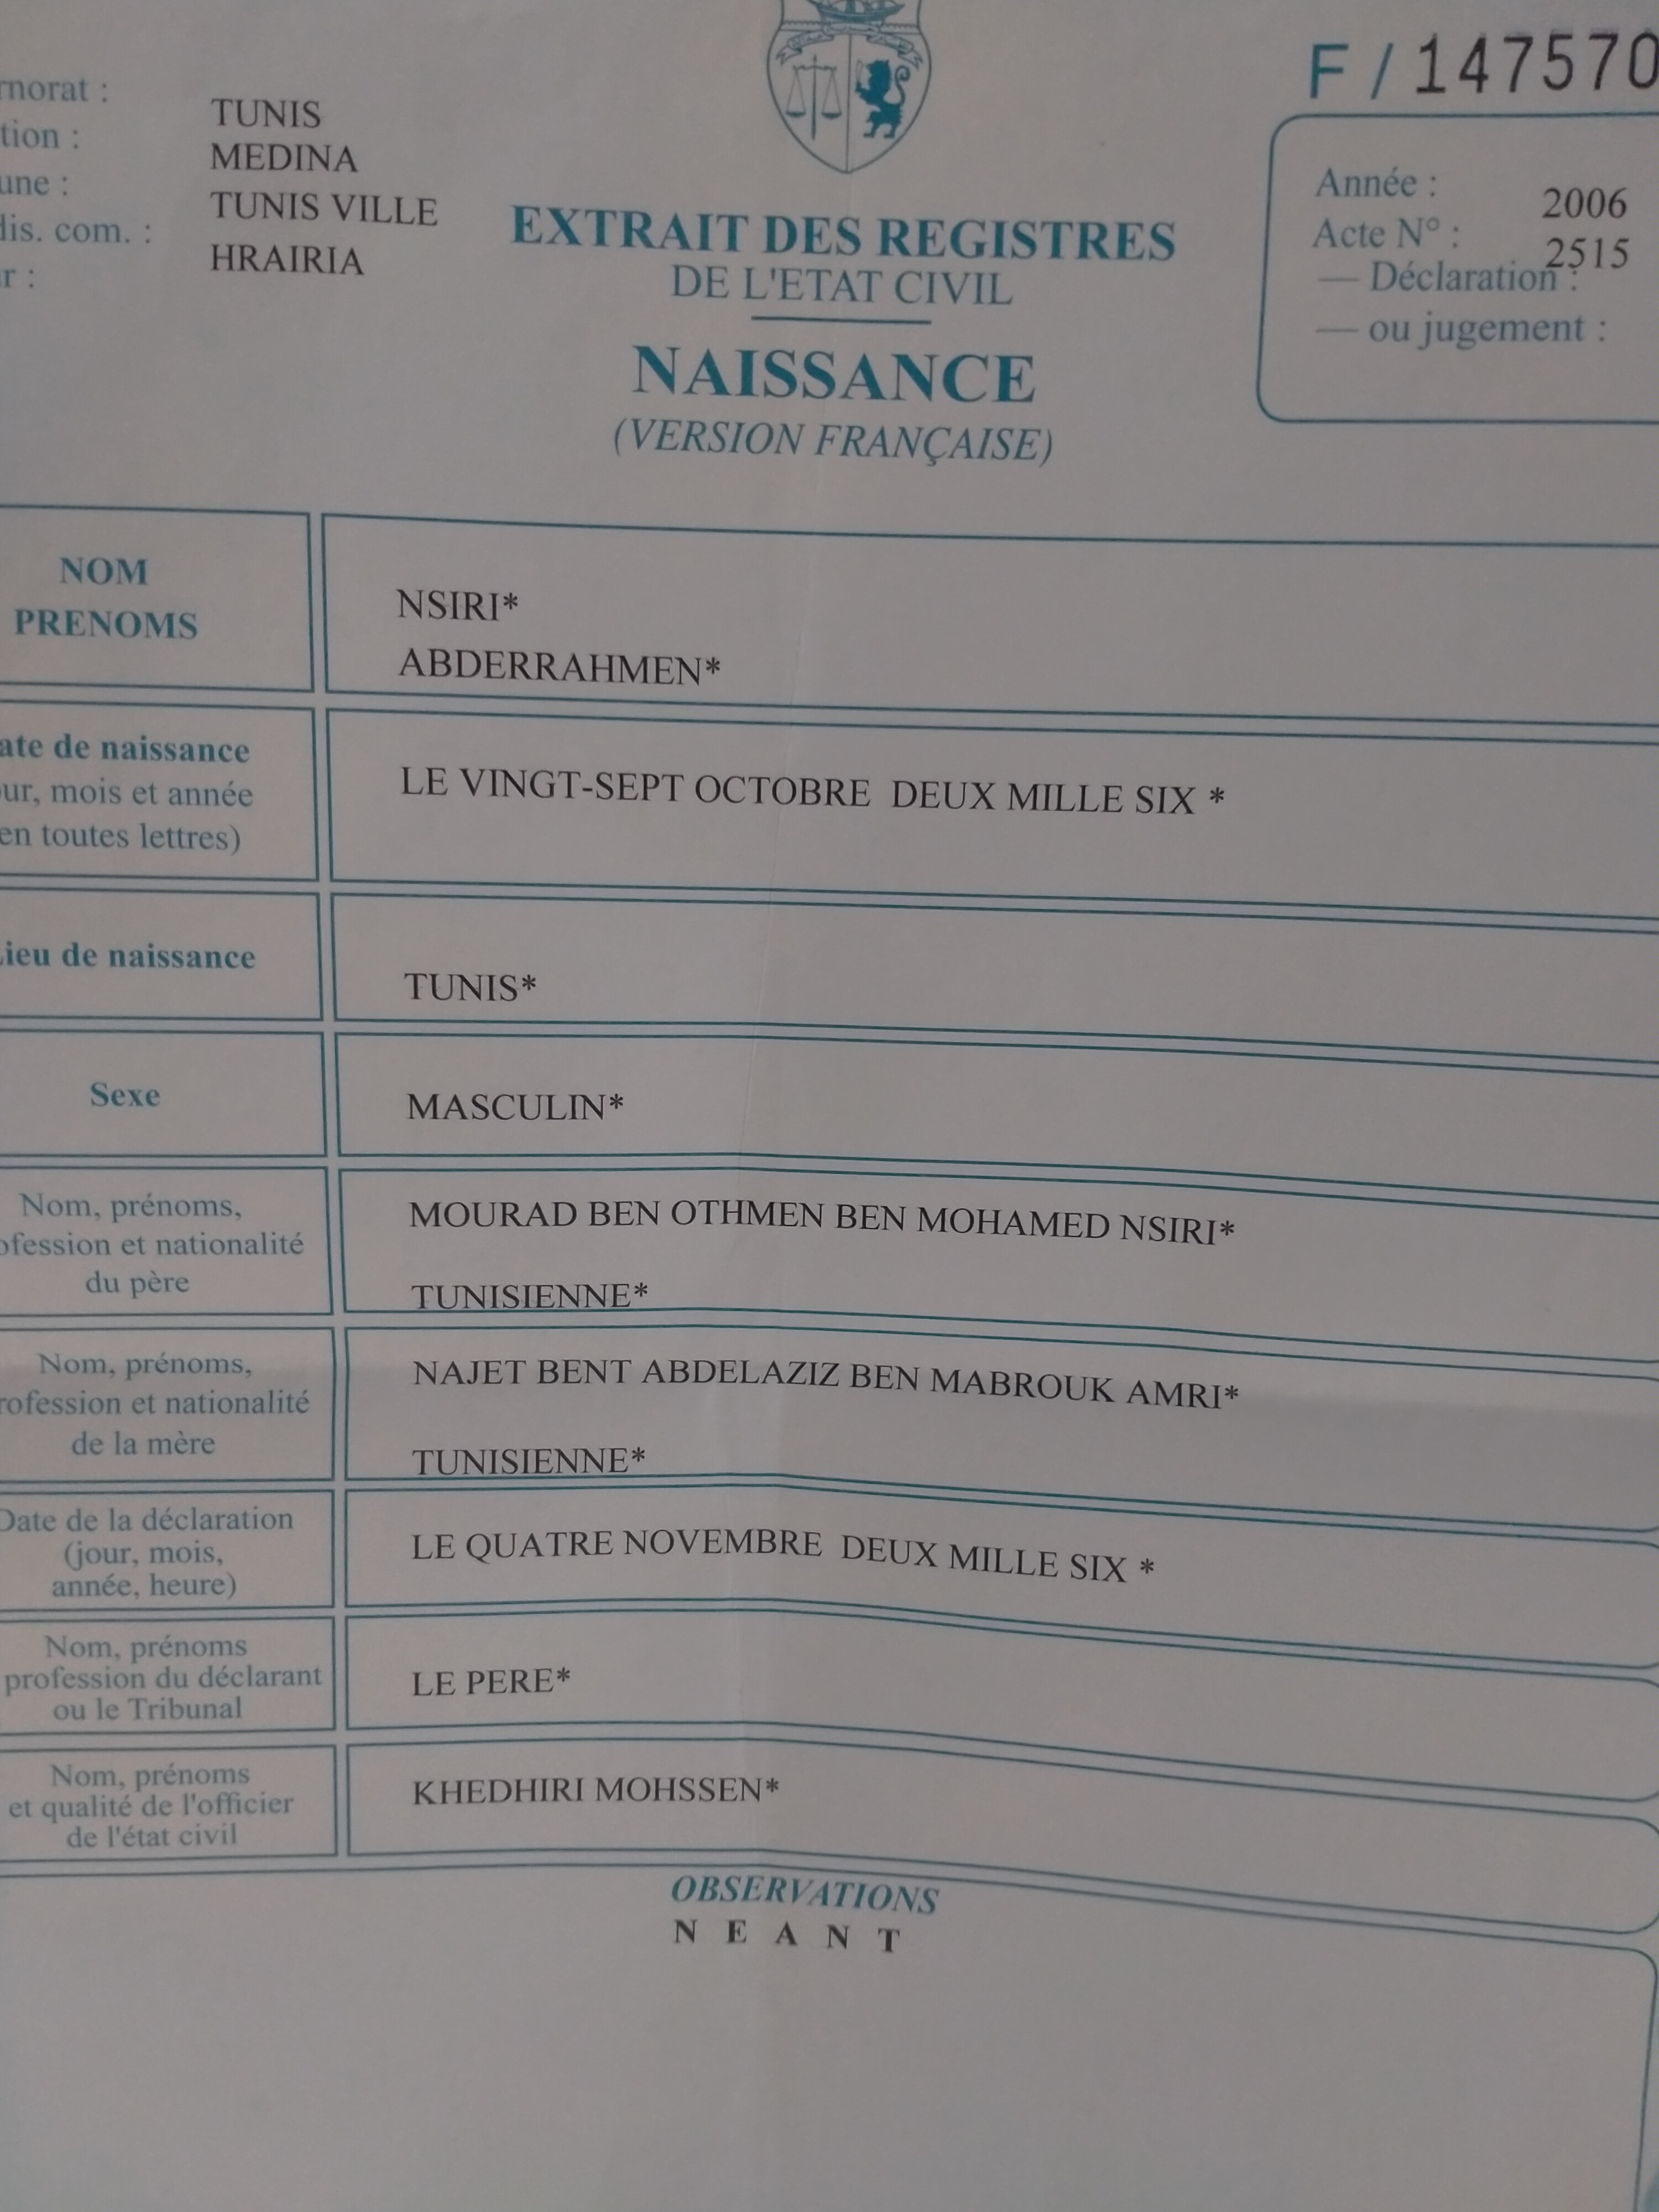 F / 147570
rnorat :
TUNIS
tion :
MEDINA
une :
TUNIS VILLE
dis. com. :
HRAIRIA
r :
Année : 2006
Acte N° : 2515
— Déclaration :
— ou jugement :
EXTRAIT DES REGISTRES
DE L'ETAT CIVIL
NAISSANCE
(VERSION FRANÇAISE)
NOM
PRENOMS
NSIRI*
ABDERRAHMEN*
ate de naissance
ur, mois et année
en toutes lettres)
LE VINGT-SEPT OCTOBRE DEUX MILLE SIX *
ieu de naissance
TUNIS*
Sexe
MASCULIN*
Nom, prénoms,
ofession et nationalité
du père
MOURAD BEN OTHMEN BEN MOHAMED NSIRI*
TUNISIENNE*
Nom, prénoms,
rofession et nationalité
de la mère
NAJET BENT ABDELAZIZ BEN MABROUK AMRI*
TUNISIENNE*
Date de la déclaration
(jour, mois,
année, heure)
LE QUATRE NOVEMBRE DEUX MILLE SIX *
Nom, prénoms
profession du déclarant
ou le Tribunal
LE PERE*
Nom, prénoms
et qualité de l'officier
de l'état civil
KHEDHIRI MOHSSEN*
OBSERVATIONS
N E A N T